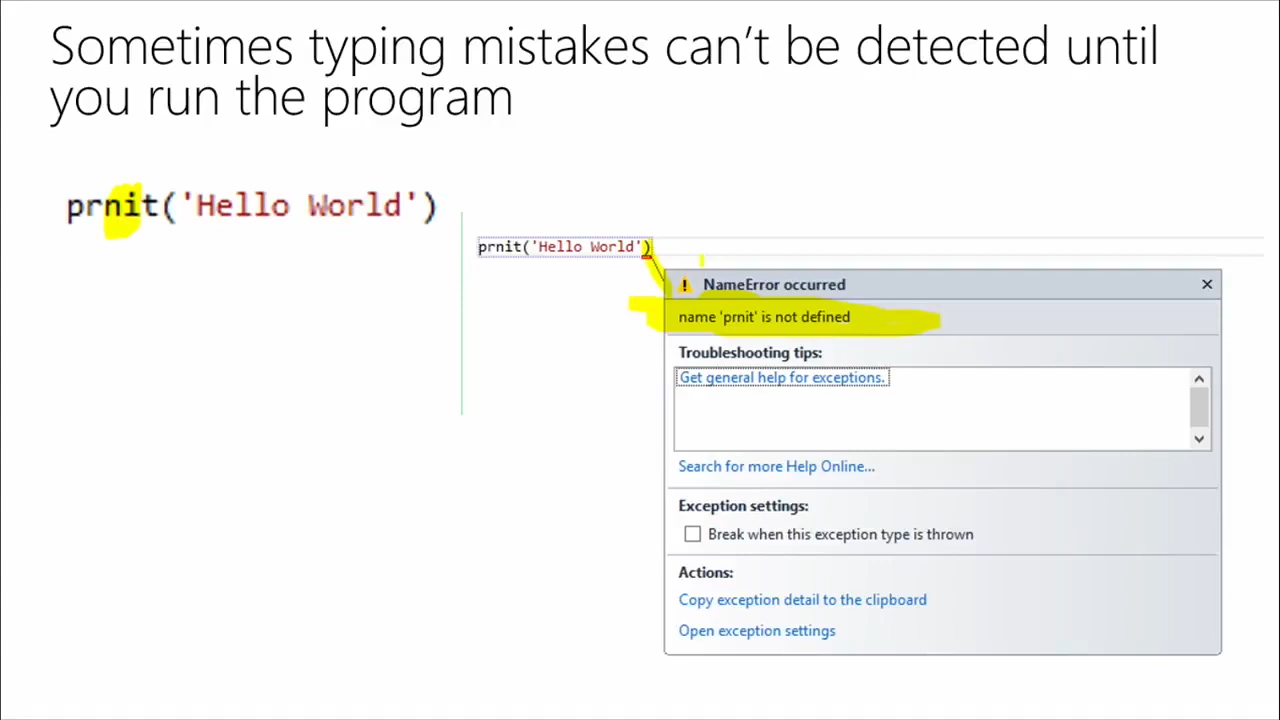 Sometimes typing mistakes can't be detected until
you run the program
prnit('Hello World')
prnit('Hello World')
NameError occurred
name 'prnit' is not defined
Troubleshooting tips:
Get general help for exceptions.
Search for more Help Online...
Exception settings:
Break when this exception type is thrown
Actions:
Copy exception detail to the clipboard
Open exception settings